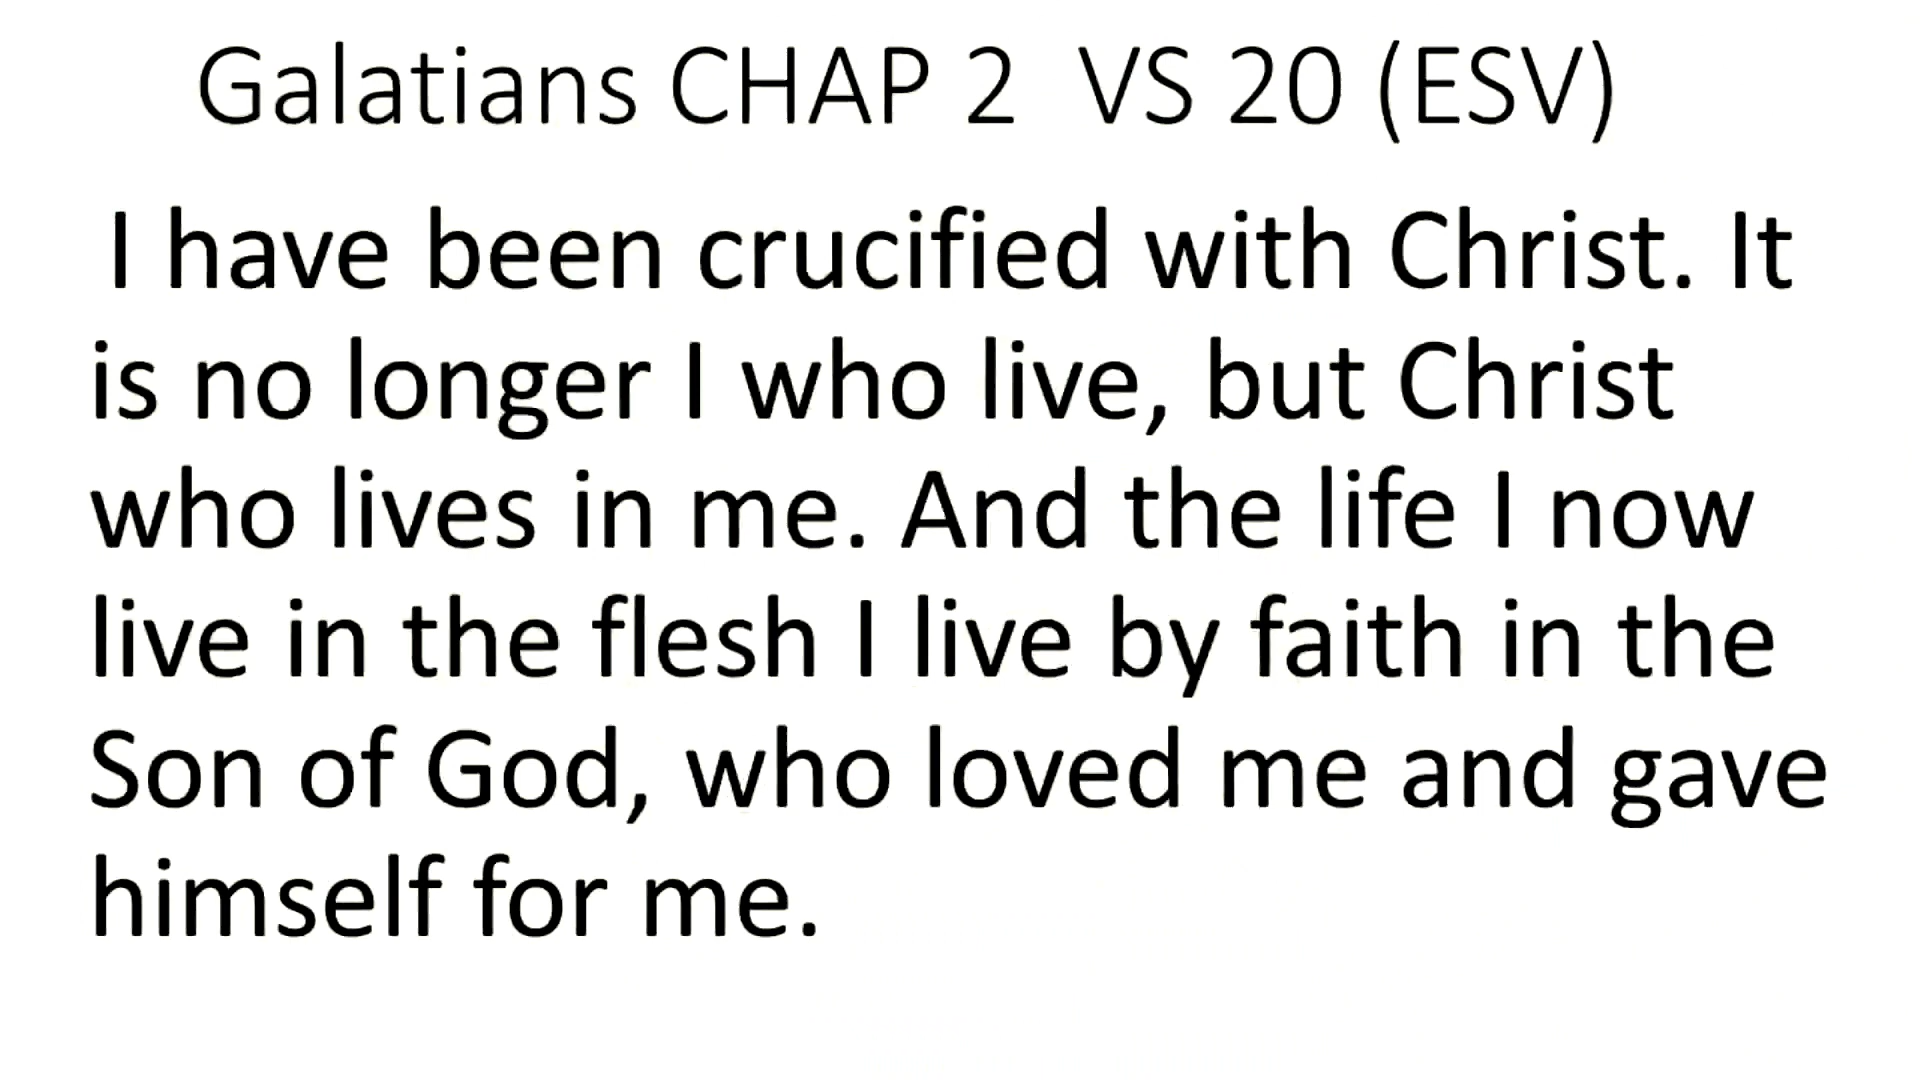 Galatians CHAP 2  VS 20 (ESV)
I have been crucified with Christ. It
is no longer I who live, but Christ
who lives in me. And the life I now
live in the flesh I live by faith in the
Son of God, who loved me and gave
himself for me.